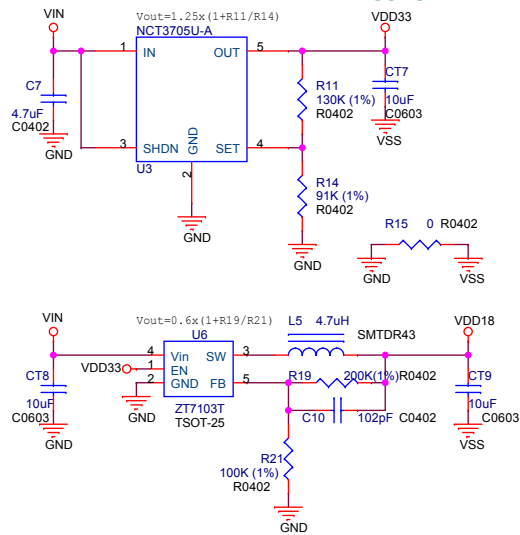 VIN
Vout=1.25x(1+R11/R14)
NCT3705U-A
VDD33
1
IN
OUT
5
C7
4.7uF
C0402
GND
R11
130K (1%)
R0402
CT7
10uF
C0603
VSS
3
SHDN
GND
SET
4
U3
2
GND
R14
91K (1%)
R0402
GND
R15 0 R0402
GND
VSS
VIN
Vout=0.6x(1+R19/R21)
U6
L5 4.7uH
SMTDR43
VDD18
4
Vin
SW
3
VDD33
1
EN
2
GND
FB
5
ZT7103T
TSOT-25
GND
CT8
10uF
C0603
GND
R19 200K(1%)R0402
C10 102pF C0402
CT9
10uF
C0603
VSS
R21
100K (1%)
R0402
GND